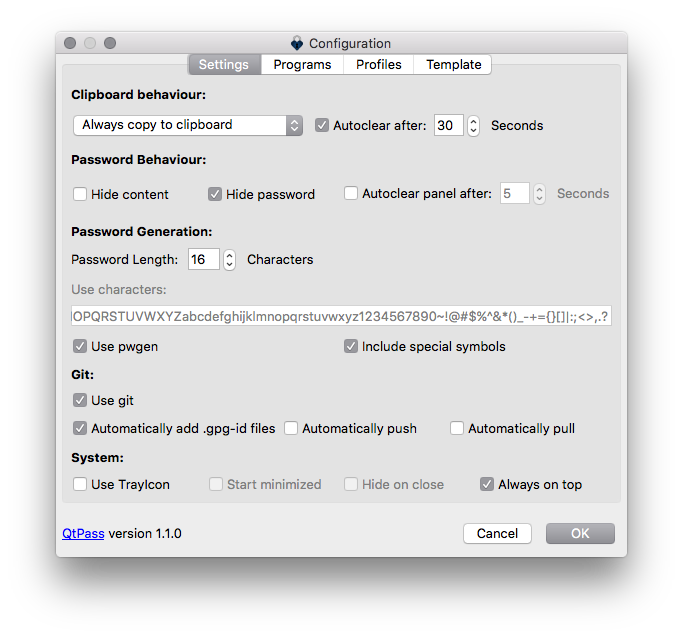 Configuration
Settings Programs Profiles Template
Clipboard behaviour:
Always copy to clipboard Autoclear after: 30 Seconds
Password Behaviour:
Hide content Hide password Autoclear panel after: 5 Seconds
Password Generation:
Password Length: 16 Characters
Use characters:
OPQRSTUVWXYZabcdefghijklmnopqrstuvwxyz1234567890~!@#$%^&*()_-+={}[]|:;<>,.?
Use pwgen Include special symbols
Git:
Use git
Automatically add .gpg-id files Automatically push Automatically pull
System:
Use TrayIcon Start minimized Hide on close Always on top
QtPass version 1.1.0 Cancel OK